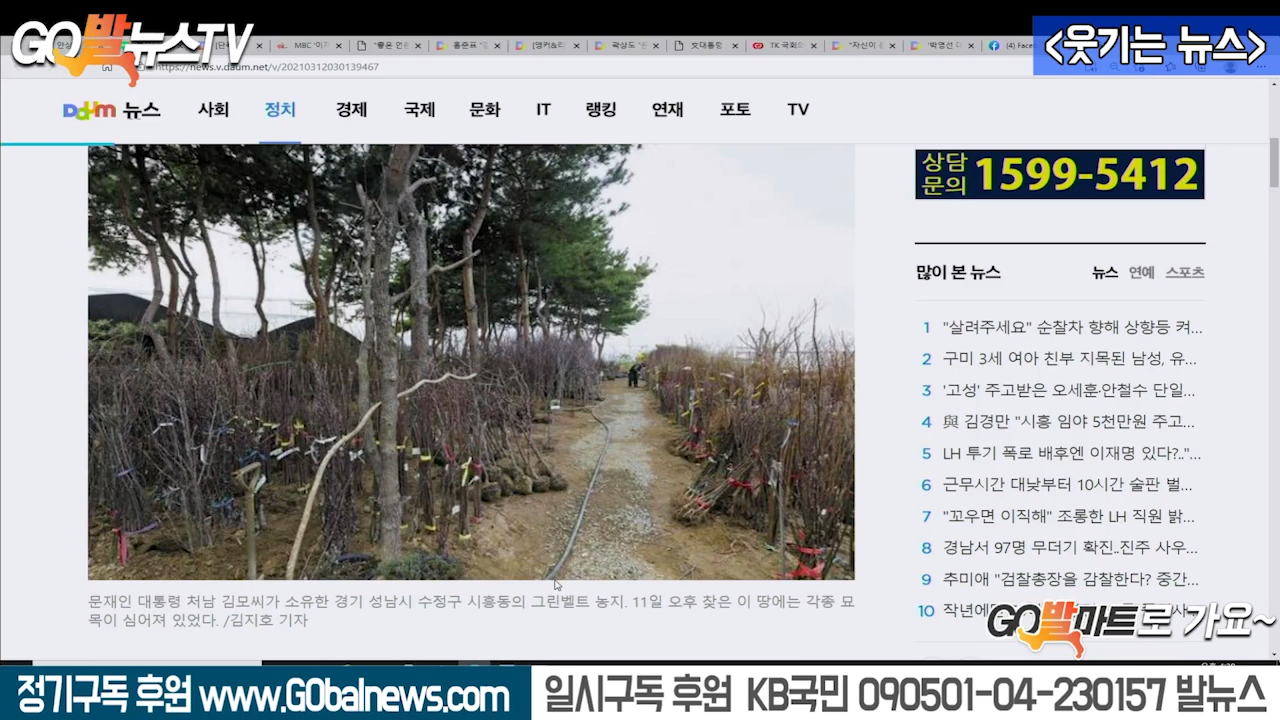 GO발뉴스TV
<웃기는 뉴스>
https://news.v.daum.net/v/20210312030139467
Daum 뉴스 사회 정치 경제 국제 문화 IT 랭킹 연재 포토 TV
상담
문의 1599-5412
많이 본 뉴스 뉴스 연예 스포츠
1 "살려주세요" 순찰차 향해 상향등 켜...
2 구미 3세 여아 친부 지목된 남성, 유...
3 '고성' 주고받은 오세훈·안철수 단일...
4 與 김경만 "시흥 임야 5천만원 주고...
5 LH 투기 폭로 배후엔 이재명 있다?.."...
6 근무시간 대낮부터 10시간 술판 벌...
7 "꼬우면 이직해" 조롱한 LH 직원 밝...
8 경남서 97명 무더기 확진..진주 사우...
9 추미애 "검찰총장을 감찰한다? 중간...
10
문재인 대통령 처남 김모씨가 소유한 경기 성남시 수정구 시흥동의 그린벨트 농지. 11일 오후 찾은 이 땅에는 각종 묘
목이 심어져 있었다. /김지호 기자
GO발마트로 가요~
정기구독 후원 www.GObalnews.com 일시구독 후원 KB국민 090501-04-230157 발뉴스